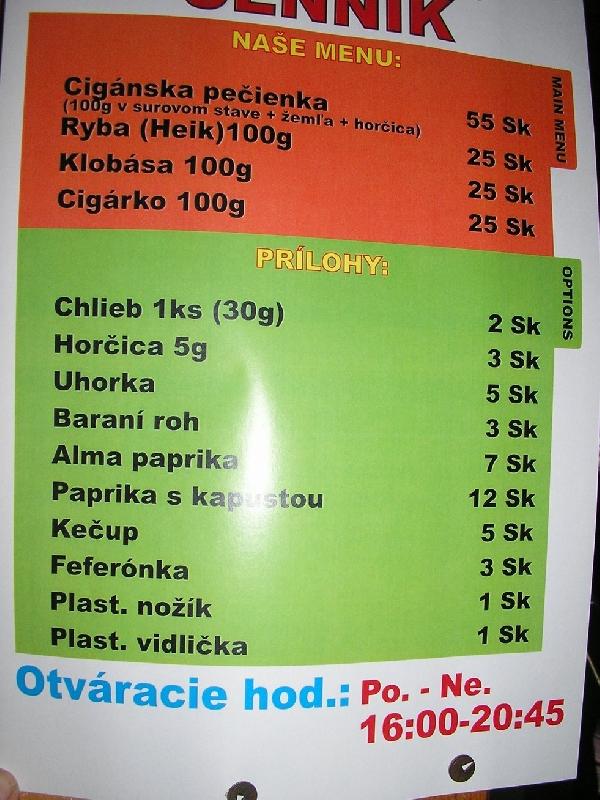 CENNÍK
NAŠE MENU:
MAIN MENU
Cigánska pečienka 55 Sk
(100g v surovom stave + žemľa + horčica)
Ryba (Heik)100g 25 Sk
Klobása 100g 25 Sk
Cigárko 100g 25 Sk
PRÍLOHY:
OPTIONS
Chlieb 1ks (30g) 2 Sk
Horčica 5g 3 Sk
Uhorka 5 Sk
Baraní roh 3 Sk
Alma paprika 7 Sk
Paprika s kapustou 12 Sk
Kečup 5 Sk
Feferónka 3 Sk
Plast. nožík 1 Sk
Plast. vidlička 1 Sk
Otváracie hod.: Po. - Ne.
16:00-20:45